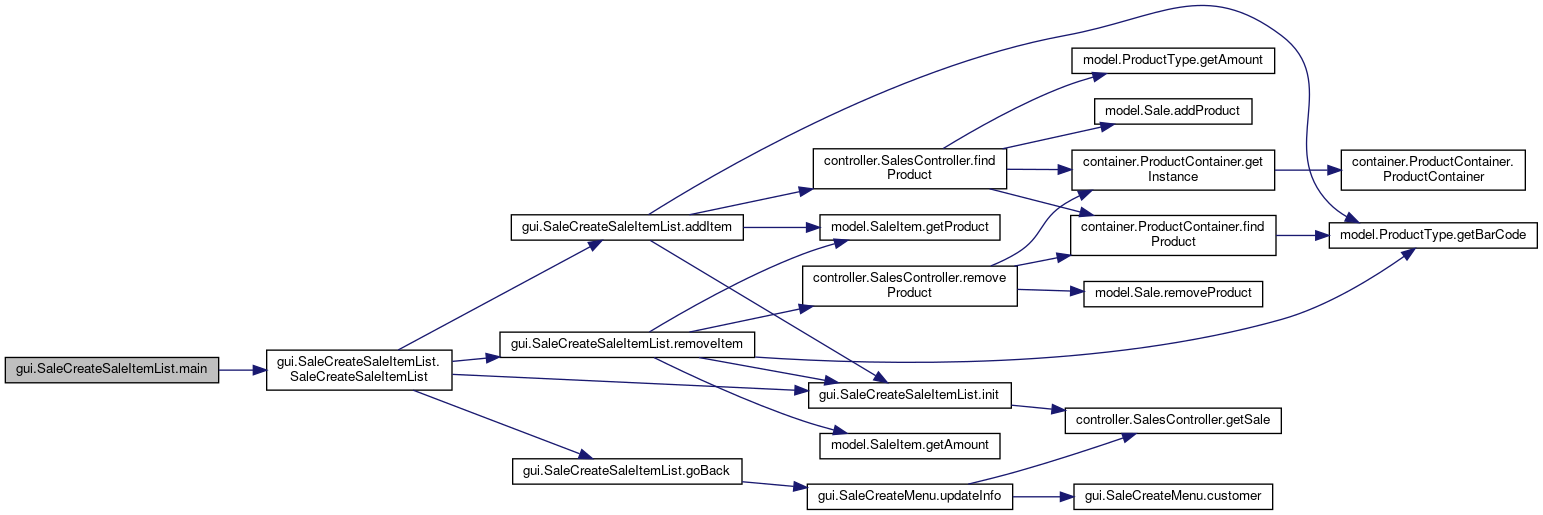 gui.SaleCreateSaleItemList.main
gui.SaleCreateSaleItemList.
SaleCreateSaleItemList
gui.SaleCreateSaleItemList.addItem
gui.SaleCreateSaleItemList.removeItem
gui.SaleCreateSaleItemList.goBack
controller.SalesController.find
Product
model.SaleItem.getProduct
controller.SalesController.remove
Product
gui.SaleCreateSaleItemList.init
model.SaleItem.getAmount
gui.SaleCreateMenu.updateInfo
model.ProductType.getAmount
model.Sale.addProduct
container.ProductContainer.get
Instance
container.ProductContainer.find
Product
model.Sale.removeProduct
controller.SalesController.getSale
gui.SaleCreateMenu.customer
container.ProductContainer.
ProductContainer
model.ProductType.getBarCode